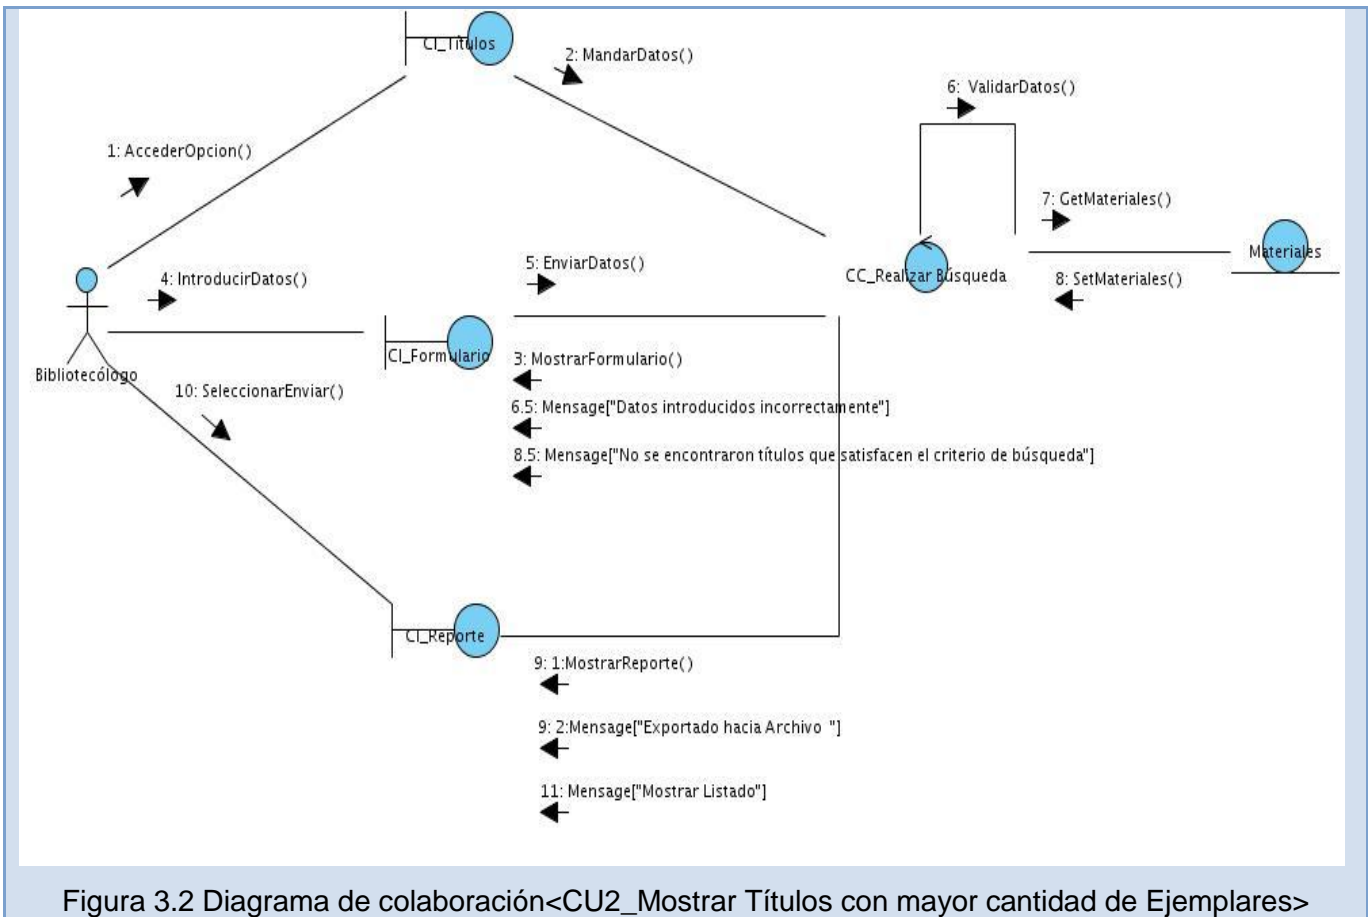 CI_Títulos
2: MandarDatos()
6: ValidarDatos()
1: AccederOpcion()
7: GetMateriales()
Materiales
4: IntroducirDatos()
5: EnviarDatos()
CC_Realizar Búsqueda
8: SetMateriales()
Bibliotecólogo
CI_Formulario
3: MostrarFormulario()
10: SeleccionarEnviar()
6.5: Mensage["Datos introducidos incorrectamente"]
8.5: Mensage["No se encontraron títulos que satisfacen el criterio de búsqueda"]
CI_Reporte
9: 1:MostrarReporte()
9: 2:Mensage["Exportado hacia Archivo "]
11: Mensage["Mostrar Listado"]
Figura 3.2 Diagrama de colaboración<CU2_Mostrar Títulos con mayor cantidad de Ejemplares>